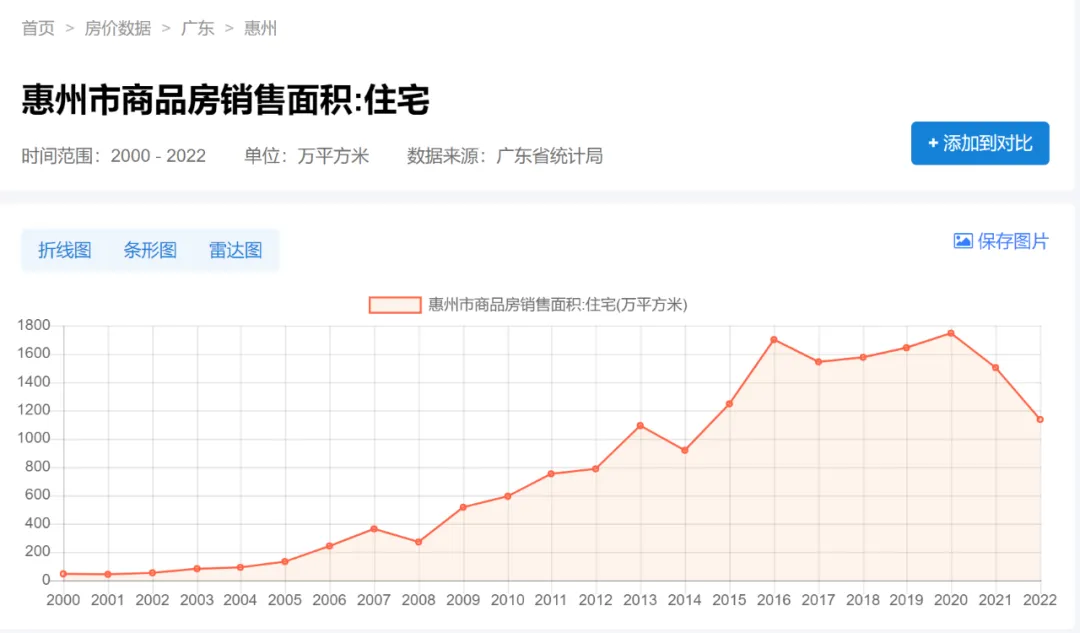 首页 > 房价数据 > 广东 > 惠州
惠州市商品房销售面积:住宅
时间范围：2000 - 2022 单位：万平方米 数据来源：广东省统计局
+ 添加到对比
折线图 条形图 雷达图
保存图片
惠州市商品房销售面积:住宅(万平方米)
1800
1600
1400
1200
1000
800
600
400
200
0
2000 2001 2002 2003 2004 2005 2006 2007 2008 2009 2010 2011 2012 2013 2014 2015 2016 2017 2018 2019 2020 2021 2022